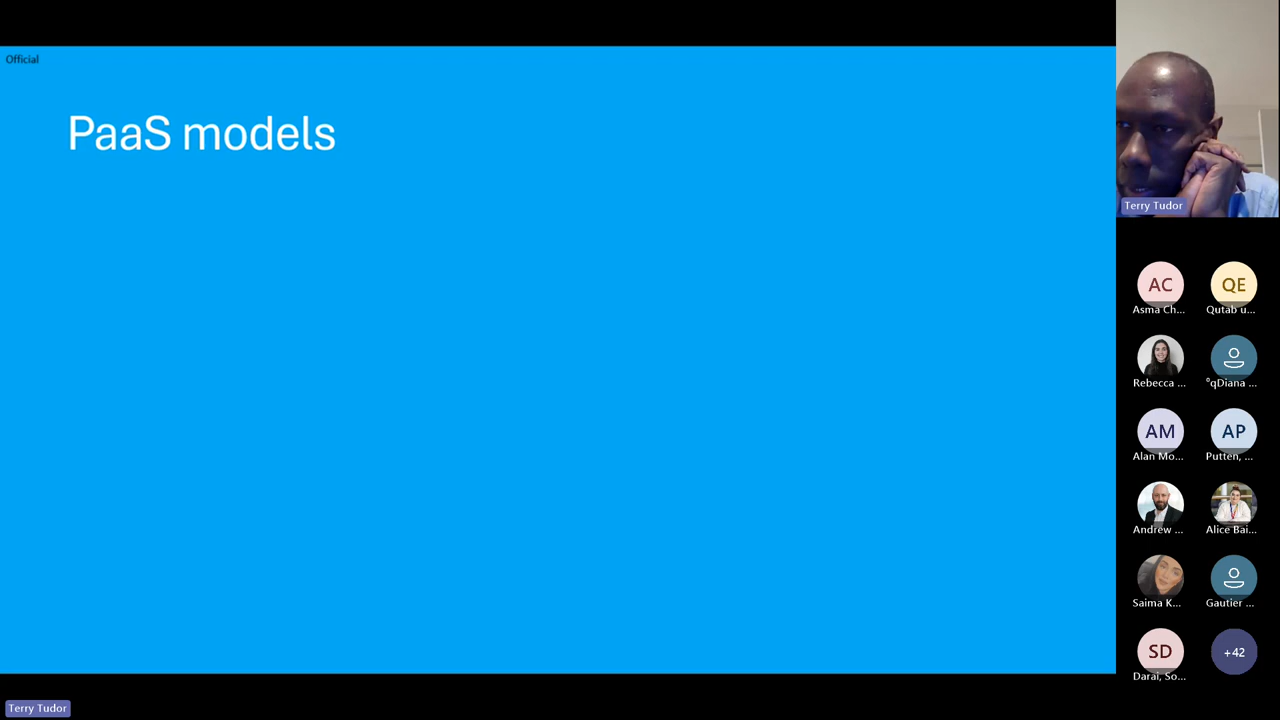 Official
PaaS models
Terry Tudor
AC
QE
Asma Ch...
Qutab u...
Rebecca ...
°qDiana ...
AM
AP
Alan Mo...
Putten, ...
Andrew ...
Alice Bai...
Saima K...
Gautier ...
SD
+42
Darai, So...
Terry Tudor